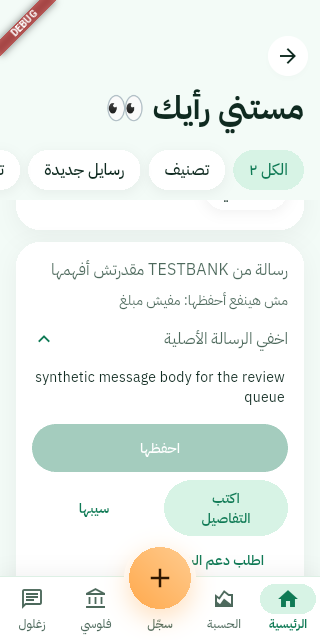 DEBUG
مستني رأيك 👀
الكل ٢
تصنيف
رسايل جديدة
رسالة من TESTBANK مقدرتش أفهمها
مش هينفع أحفظها: مفيش مبلغ
اخفي الرسالة الأصلية
synthetic message body for the review
queue
احفظها
اكتب
التفاصيل
سيبها
اطلب دعم
الرئيسية
الحسبة
سجّل
فلوسي
زغلول